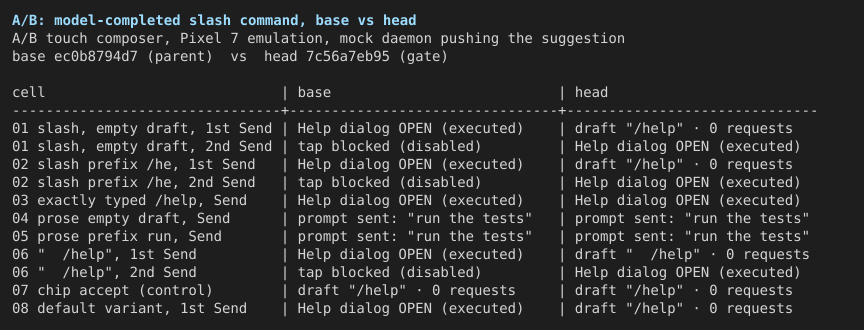 A/B: model-completed slash command, base vs head
A/B touch composer, Pixel 7 emulation, mock daemon pushing the suggestion
base ec0b8794d7 (parent)  vs  head 7c56a7eb95 (gate)
cell                            | base                           | head
--------------------------------+--------------------------------+------------------------------
01 slash, empty draft, 1st Send | Help dialog OPEN (executed)    | draft "/help" · 0 requests
01 slash, empty draft, 2nd Send | tap blocked (disabled)         | Help dialog OPEN (executed)
02 slash prefix /he, 1st Send   | Help dialog OPEN (executed)    | draft "/help" · 0 requests
02 slash prefix /he, 2nd Send   | tap blocked (disabled)         | Help dialog OPEN (executed)
03 exactly typed /help, Send    | Help dialog OPEN (executed)    | Help dialog OPEN (executed)
04 prose empty draft, Send      | prompt sent: "run the tests"   | prompt sent: "run the tests"
05 prose prefix run, Send       | prompt sent: "run the tests"   | prompt sent: "run the tests"
06 "  /help", 1st Send          | Help dialog OPEN (executed)    | draft "  /help" · 0 requests
06 "  /help", 2nd Send          | tap blocked (disabled)         | Help dialog OPEN (executed)
07 chip accept (control)        | draft "/help" · 0 requests     | draft "/help" · 0 requests
08 default variant, 1st Send    | Help dialog OPEN (executed)    | draft "/help" · 0 requests